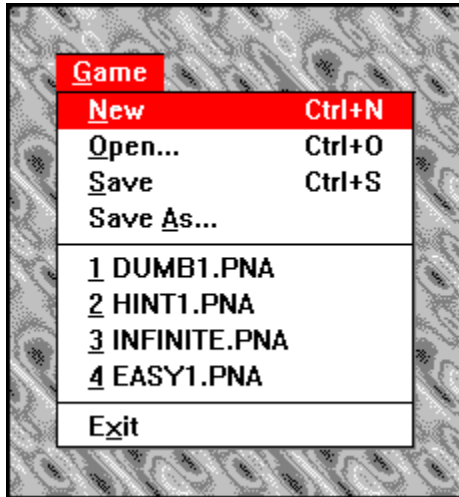 Game
New Ctrl+N
Open... Ctrl+O
Save Ctrl+S
Save As...
1 DUMB1.PNA
2 HINT1.PNA
3 INFINITE.PNA
4 EASY1.PNA
Exit